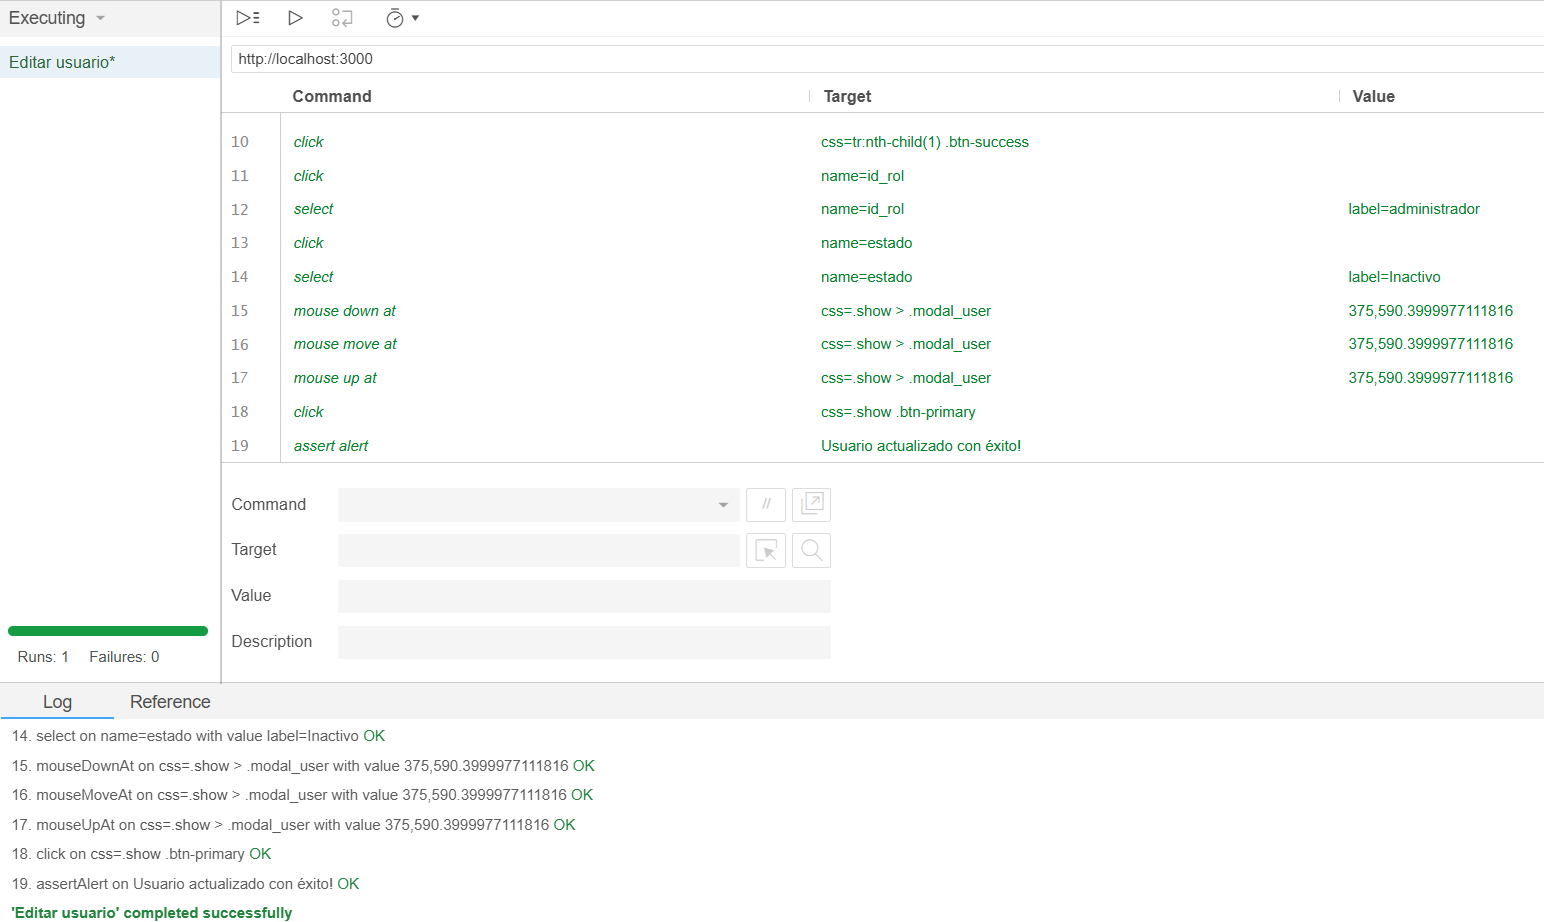 Executing
Editar usuario*
http://localhost:3000
Command Target Value
10 click css=tr:nth-child(1) .btn-success
11 click name=id_rol
12 select name=id_rol label=administrador
13 click name=estado
14 select name=estado label=Inactivo
15 mouse down at css=.show > .modal_user 375,590.3999977111816
16 mouse move at css=.show > .modal_user 375,590.3999977111816
17 mouse up at css=.show > .modal_user 375,590.3999977111816
18 click css=.show .btn-primary
19 assert alert Usuario actualizado con éxito!
Command //
Target
Value
Description
Runs: 1 Failures: 0
Log Reference
14. select on name=estado with value label=Inactivo OK
15. mouseDownAt on css=.show > .modal_user with value 375,590.3999977111816 OK
16. mouseMoveAt on css=.show > .modal_user with value 375,590.3999977111816 OK
17. mouseUpAt on css=.show > .modal_user with value 375,590.3999977111816 OK
18. click on css=.show .btn-primary OK
19. assertAlert on Usuario actualizado con éxito! OK
'Editar usuario' completed successfully